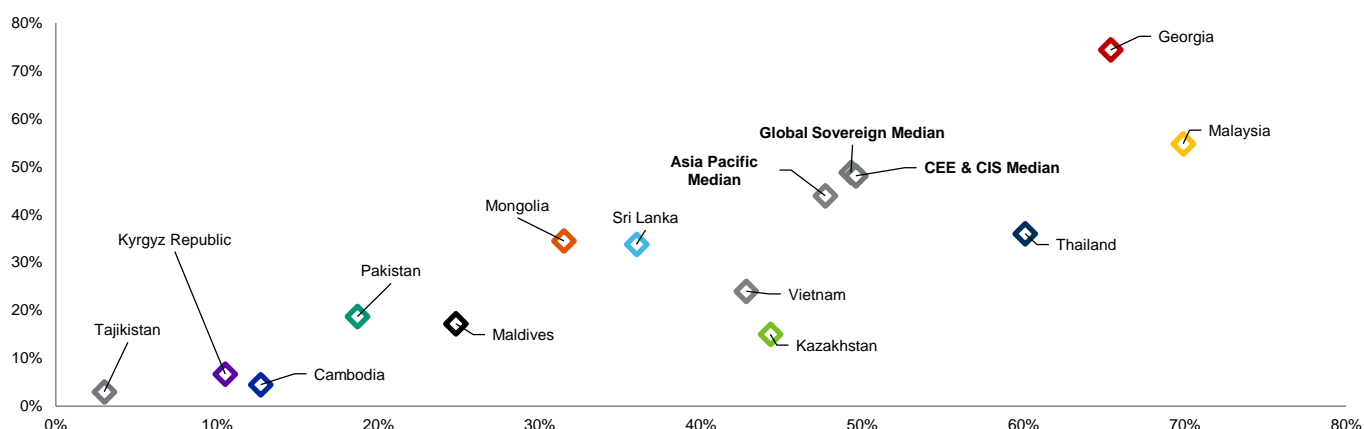 80%
70%
60%
50%
40%
30%
20%
10%
0%
Georgia
Malaysia
Global Sovereign Median
Asia Pacific
Median
CEE & CIS Median
Mongolia
Sri Lanka
Kyrgyz Republic
Thailand
Pakistan
Vietnam
Tajikistan
Maldives
Kazakhstan
Cambodia
0%
10%
20%
30%
40%
50%
60%
70%
80%